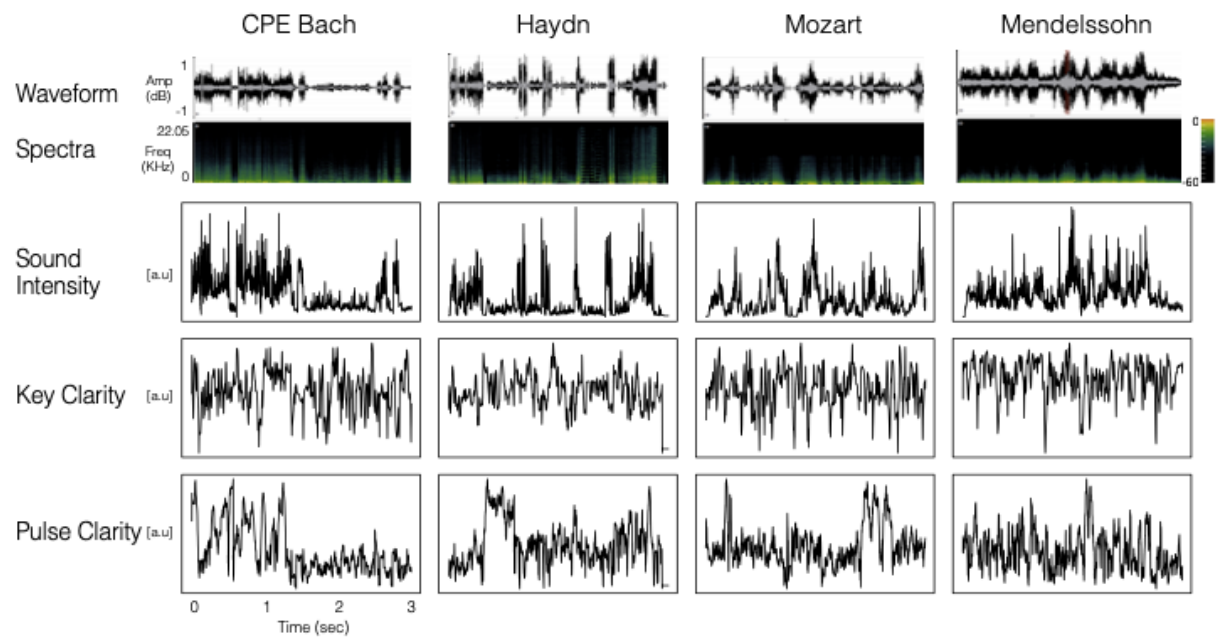 CPE Bach
Haydn
Mozart
Mendelssohn
Waveform
Amp
(dB)
1
-1
Spectra
22.05
Freq
(KHz)
0
0
-60
Sound
Intensity
[a.u]
Key Clarity
[a.u]
Pulse Clarity
[a.u]
0
1
2
3
Time (sec)